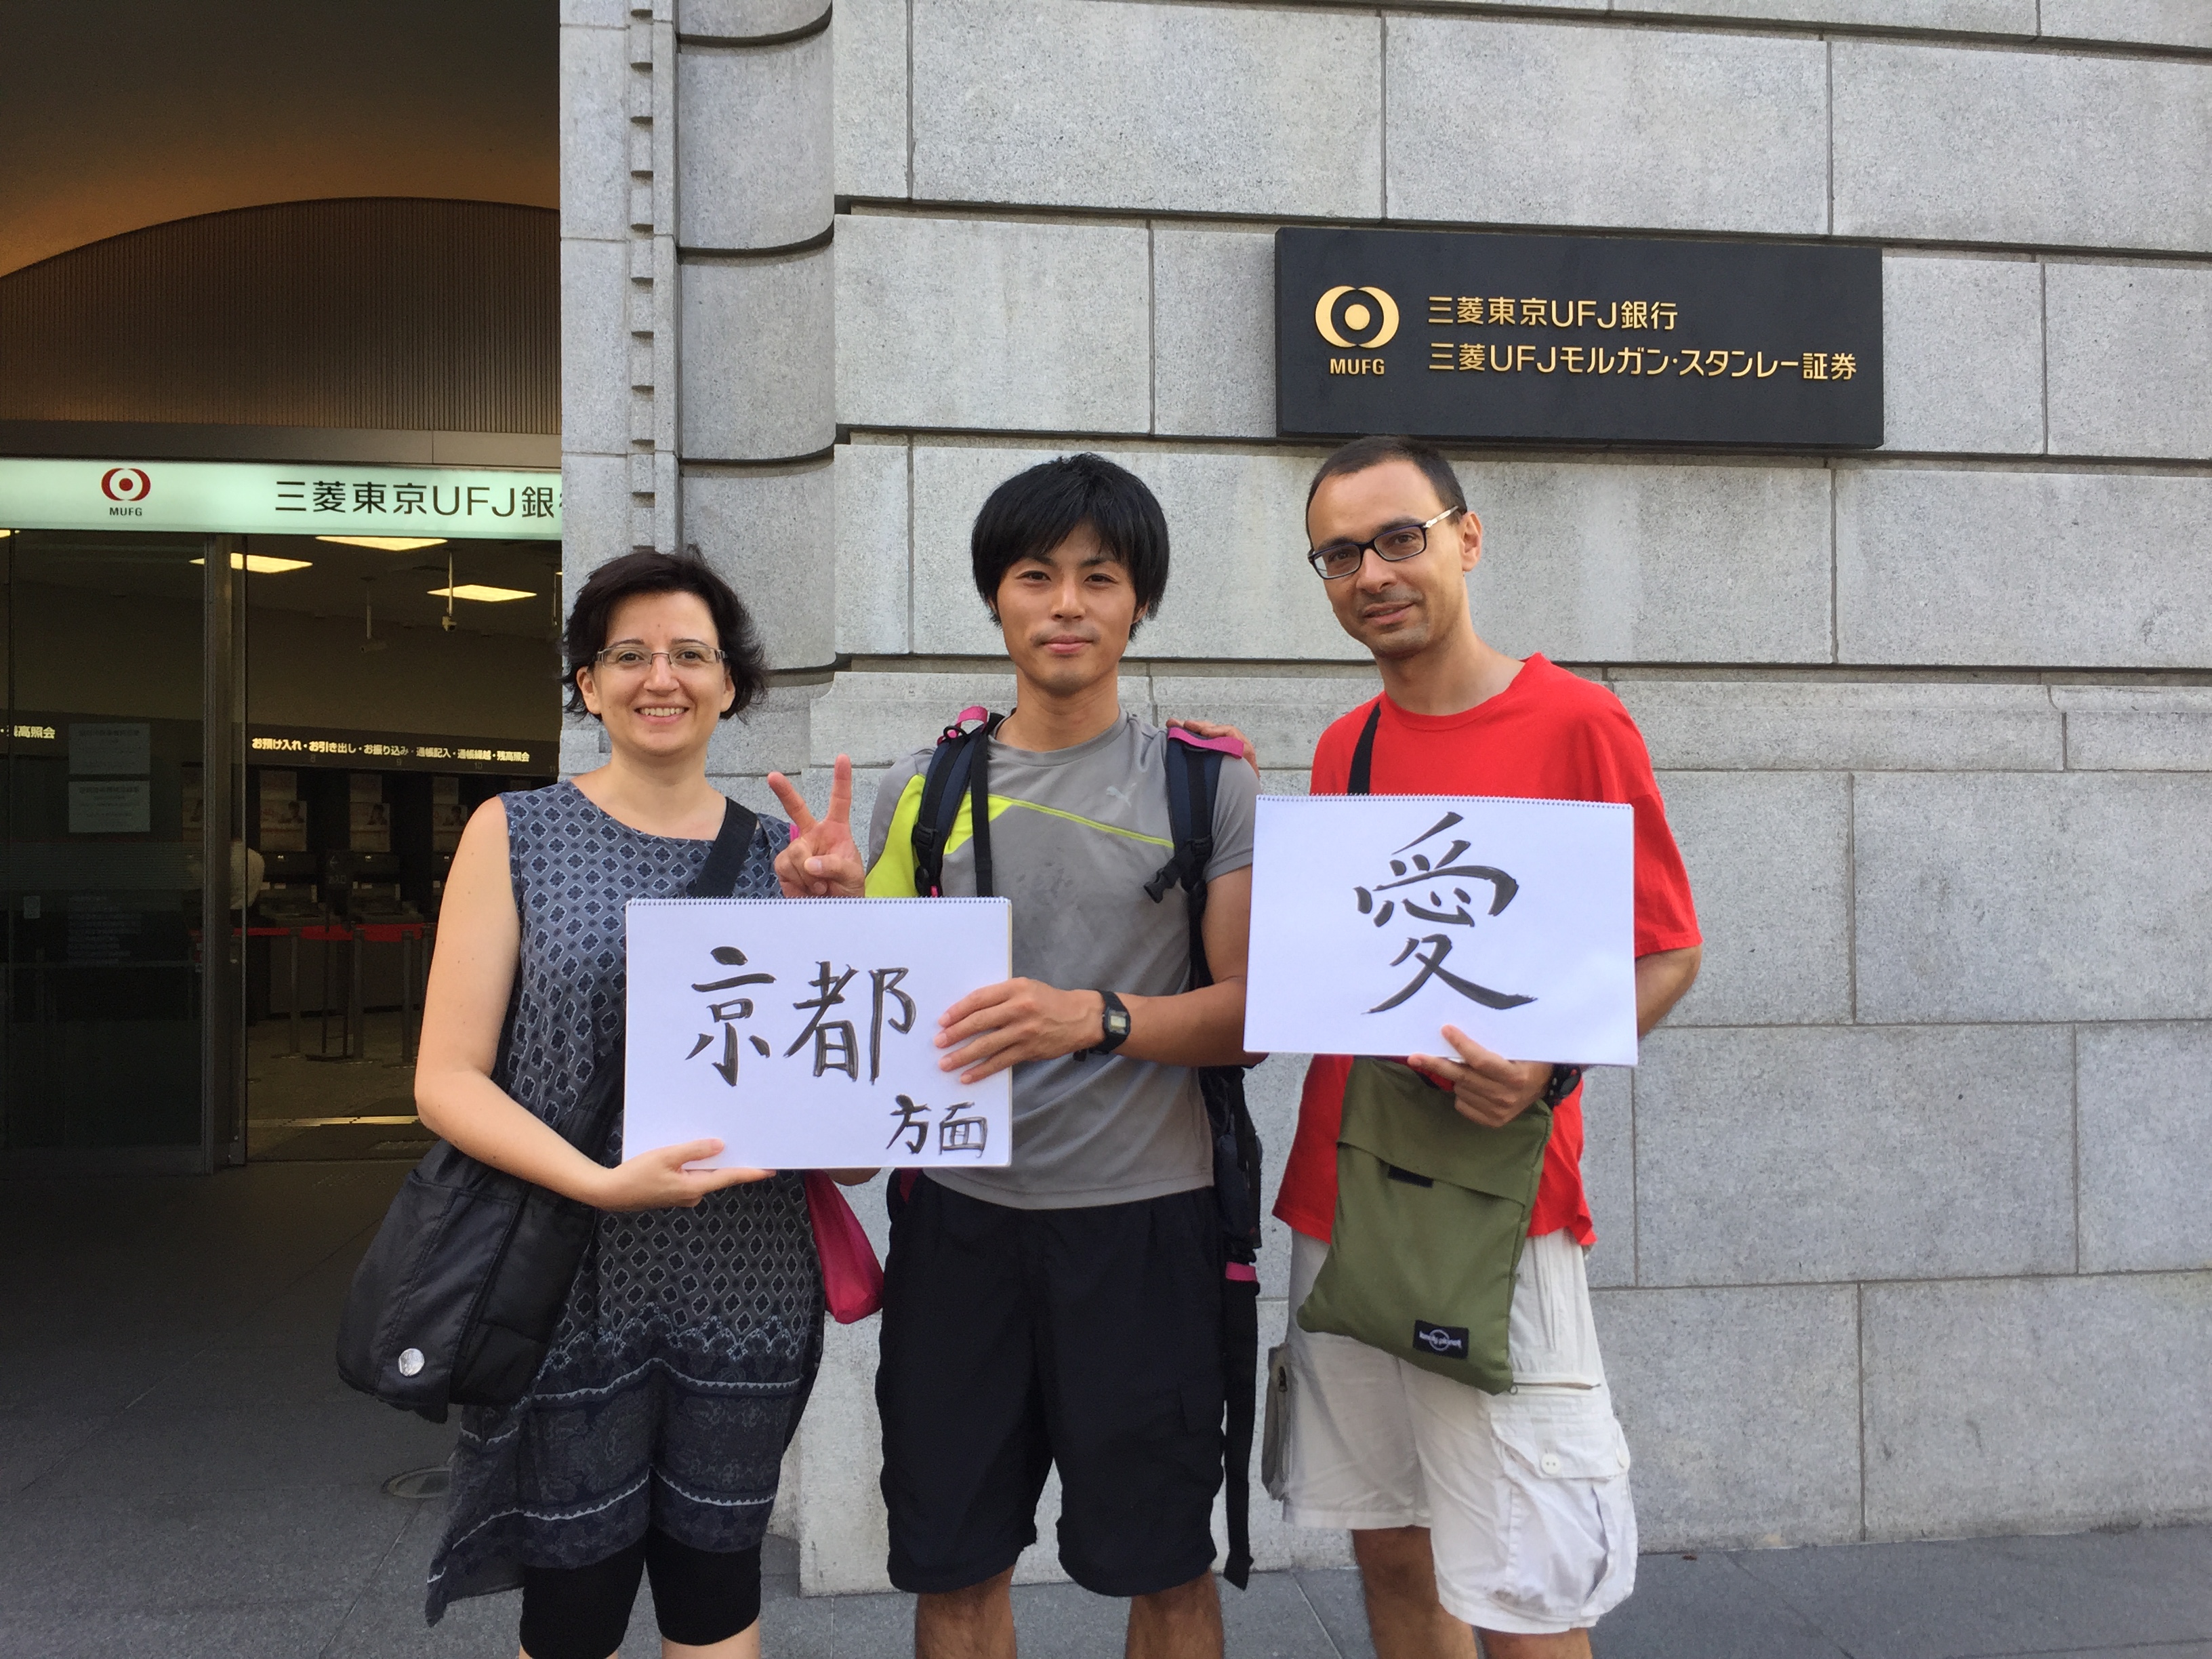 三菱東京UFJ銀行
三菱UFJモルガン・スタンレー証券
MUFG
MUFG
三菱東京UFJ銀
残高照会
お預け入れ・お引き出し・お振り込み・通帳記入・通帳繰越・残高照会
京都
方面
愛
lonely planet